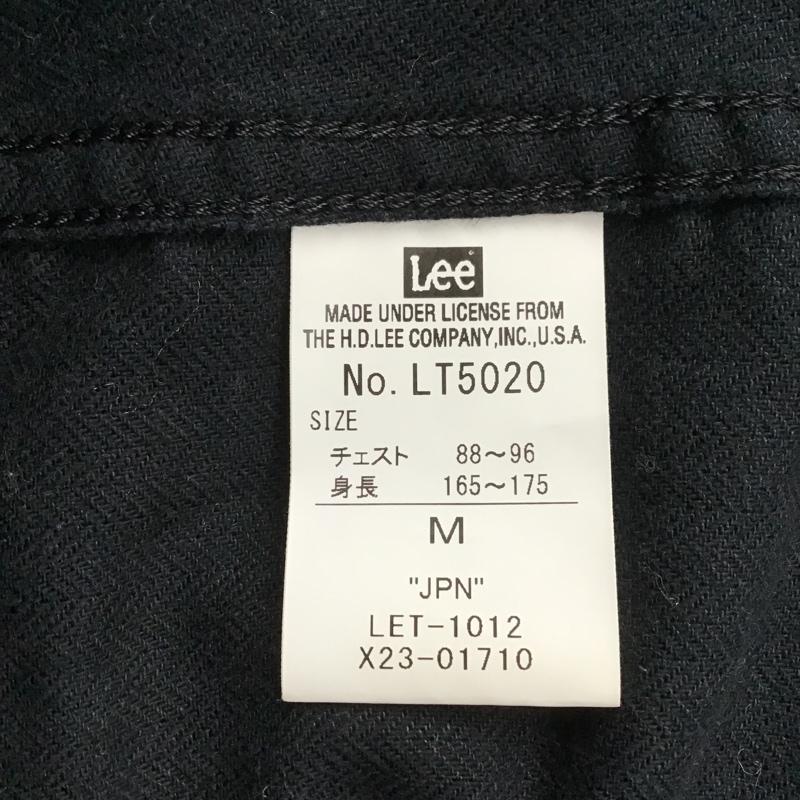 Lee
MADE UNDER LICENSE FROM
THE H.D.LEE COMPANY,INC.,U.S.A.
No. LT5020
SIZE
チェスト 88〜96
身長 165〜175
M
"JPN"
LET-1012
X23-01710